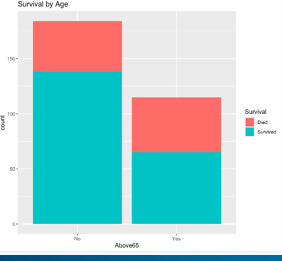 Survival by Age
150
100
50
0
count
No
Yes
Above65
Survival
Died
Survived